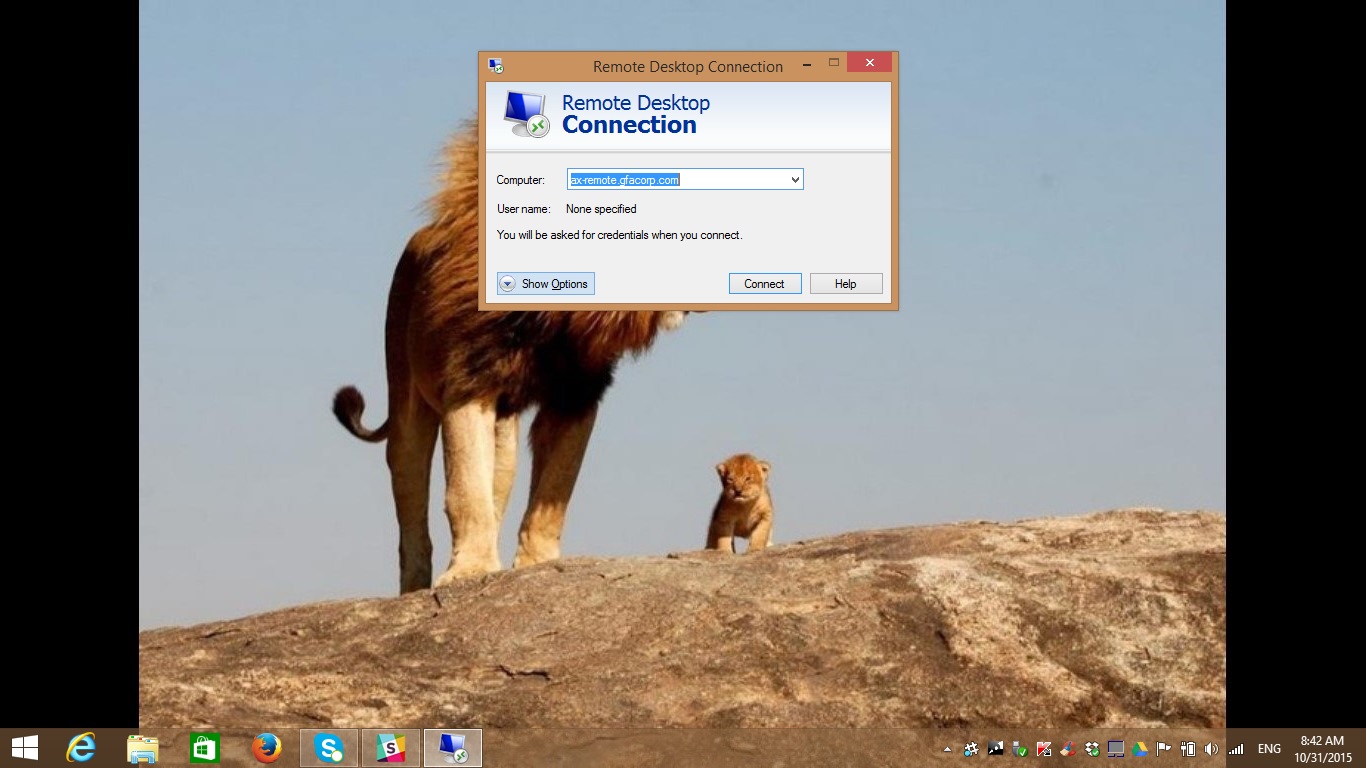 Remote Desktop Connection
Remote Desktop
Connection
Computer: ax-remote.gfacorp.com
User name: None specified
You will be asked for credentials when you connect.
Show Options Connect Help
ENG
8:42 AM
10/31/2015